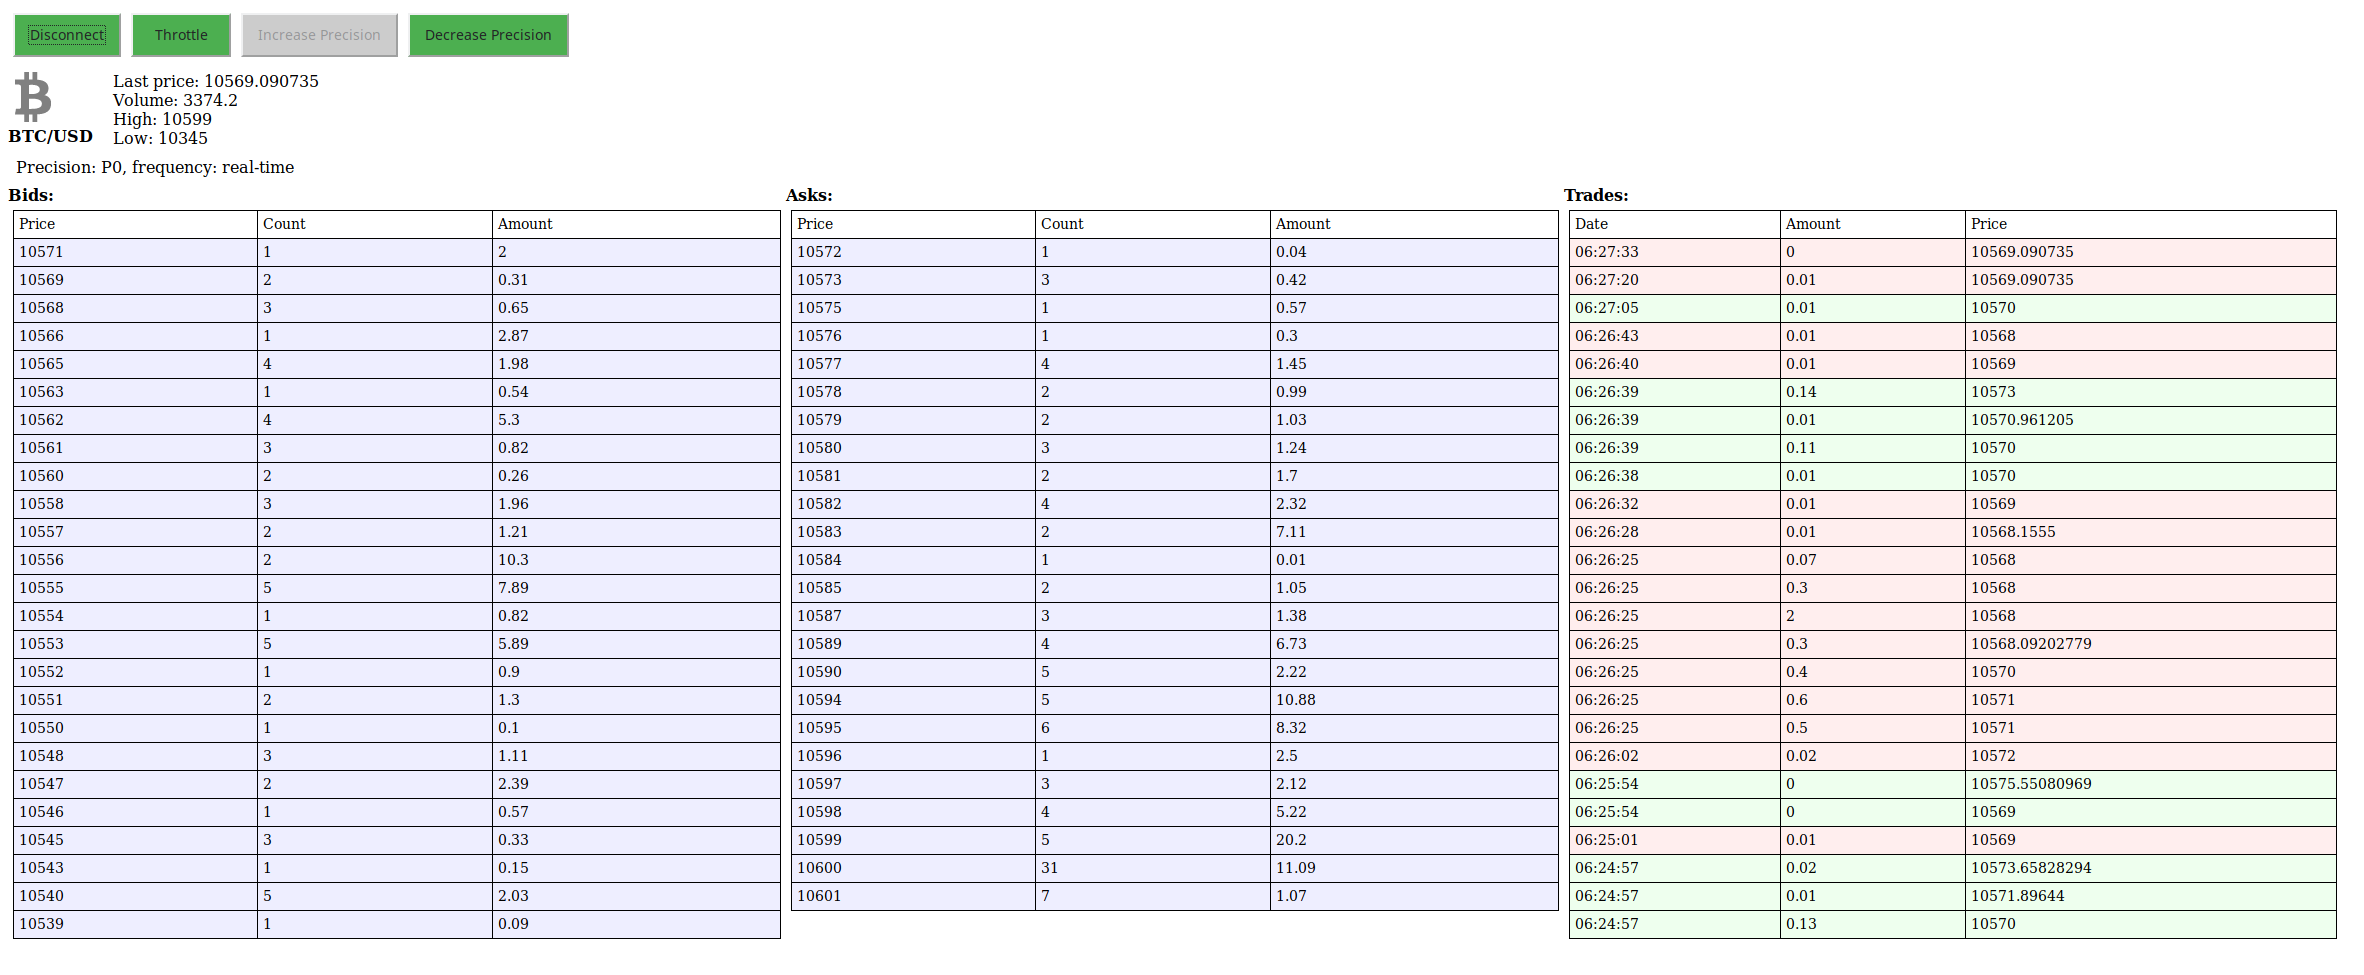 Disconnect Throttle Increase Precision Decrease Precision
Last price: 10569.090735
Volume: 3374.2
High: 10599
BTC/USD Low: 10345
Precision: P0, frequency: real-time
Bids:
Price Count Amount
10571 1 2
10569 2 0.31
10568 3 0.65
10566 1 2.87
10565 4 1.98
10563 1 0.54
10562 4 5.3
10561 3 0.82
10560 2 0.26
10558 3 1.96
10557 2 1.21
10556 2 10.3
10555 5 7.89
10554 1 0.82
10553 5 5.89
10552 1 0.9
10551 2 1.3
10550 1 0.1
10548 3 1.11
10547 2 2.39
10546 1 0.57
10545 3 0.33
10543 1 0.15
10540 5 2.03
10539 1 0.09
Asks:
Price Count Amount
10572 1 0.04
10573 3 0.42
10575 1 0.57
10576 1 0.3
10577 4 1.45
10578 2 0.99
10579 2 1.03
10580 3 1.24
10581 2 1.7
10582 4 2.32
10583 2 7.11
10584 1 0.01
10585 2 1.05
10587 3 1.38
10589 4 6.73
10590 5 2.22
10594 5 10.88
10595 6 8.32
10596 1 2.5
10597 3 2.12
10598 4 5.22
10599 5 20.2
10600 31 11.09
10601 7 1.07
Trades:
Date Amount Price
06:27:33 0 10569.090735
06:27:20 0.01 10569.090735
06:27:05 0.01 10570
06:26:43 0.01 10568
06:26:40 0.01 10569
06:26:39 0.14 10573
06:26:39 0.01 10570.961205
06:26:39 0.11 10570
06:26:38 0.01 10570
06:26:32 0.01 10569
06:26:28 0.01 10568.1555
06:26:25 0.07 10568
06:26:25 0.3 10568
06:26:25 2 10568
06:26:25 0.3 10568.09202779
06:26:25 0.4 10570
06:26:25 0.6 10571
06:26:25 0.5 10571
06:26:02 0.02 10572
06:25:54 0 10575.55080969
06:25:54 0 10569
06:25:01 0.01 10569
06:24:57 0.02 10573.65828294
06:24:57 0.01 10571.89644
06:24:57 0.13 10570